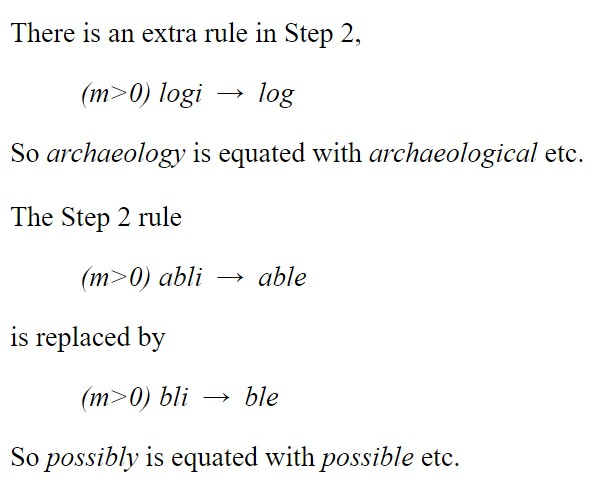 There is an extra rule in Step 2,
(m>0) logi → log
So archaeology is equated with archaeological etc.
The Step 2 rule
(m>0) abli → able
is replaced by
(m>0) bli → ble
So possibly is equated with possible etc.